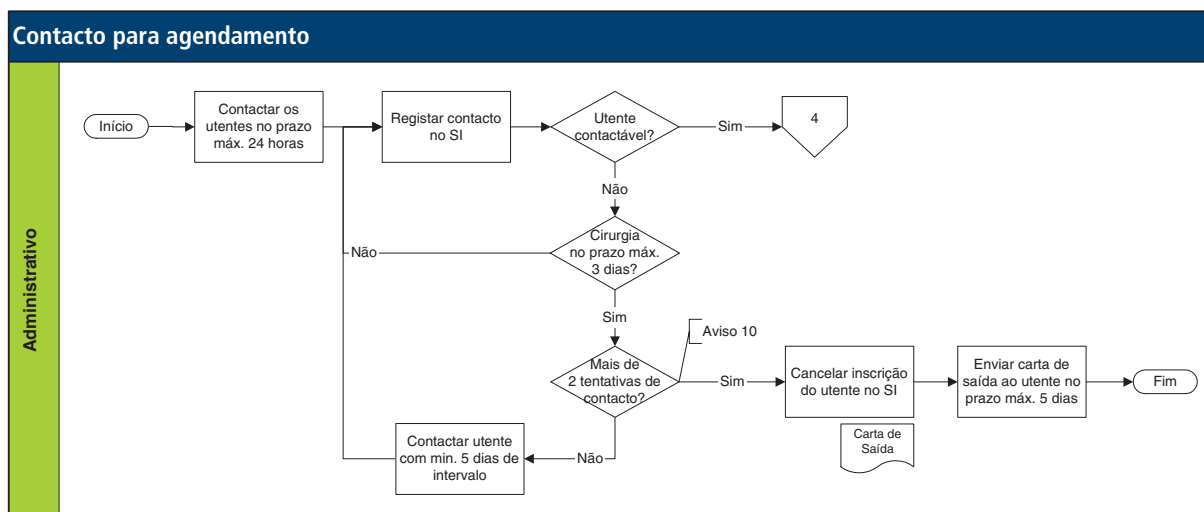 Contacto para agendamento
Administrativo
Início
Contactar os
utentes no prazo
máx. 24 horas
Registar contacto
no SI
Utente
contactável?
Sim
4
Não
Cirurgia
no prazo máx.
3 dias?
Não
Sim
Aviso 10
Mais de
2 tentativas de
contacto?
Sim
Cancelar inscrição
do utente no SI
Enviar carta de
saída ao utente no
prazo máx. 5 dias
Fim
Carta de
Saída
Não
Contactar utente
com min. 5 dias de
intervalo